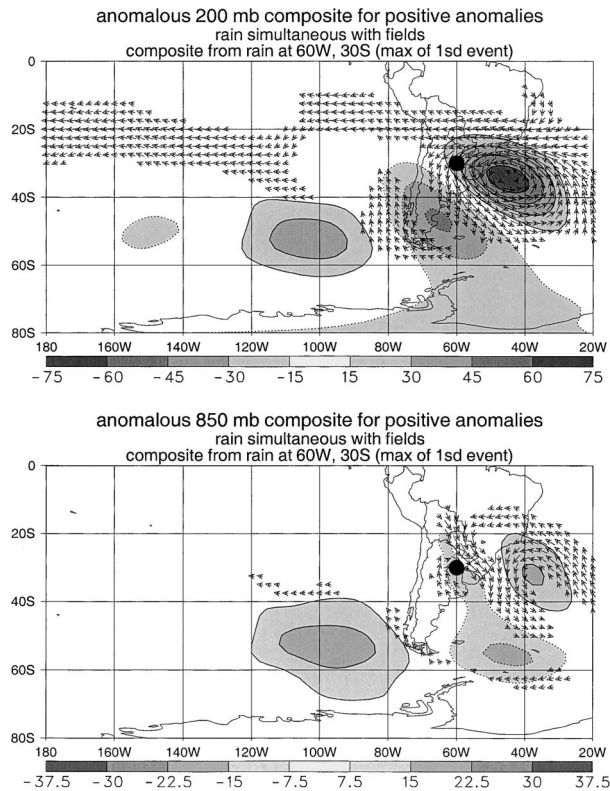 anomalous 200 mb composite for positive anomalies
rain simultaneous with fields
composite from rain at 60W, 30S (max of 1sd event)
0
20S
40S
60S
80S
180 160W 140W 120W 100W 80W 60W 40W 20W
-75 -60 -45 -30 -15 15 30 45 60 75
anomalous 850 mb composite for positive anomalies
rain simultaneous with fields
composite from rain at 60W, 30S (max of 1sd event)
0
20S
40S
60S
80S
180 160W 140W 120W 100W 80W 60W 40W 20W
-37.5 -30 -22.5 -15 -7.5 7.5 15 22.5 30 37.5